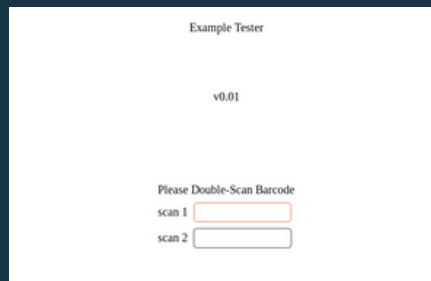 Example Tester
v0.01
Please Double-Scan Barcode
scan 1
scan 2